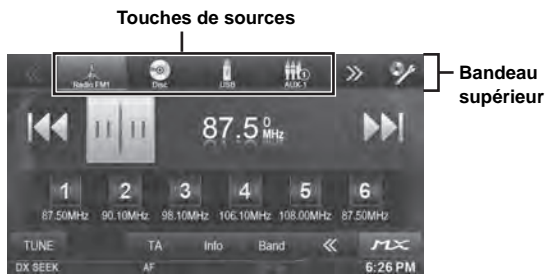 Touches de sources
Radio FM1 Disc USB AUX-1
Bandeau
supérieur
87.50 MHz
1 2 3 4 5 6
87.50MHz 90.10MHz 98.10MHz 106.10MHz 108.00MHz 87.50MHz
TUNE TA Info Band MX
DX SEEK AF 6:26 PM